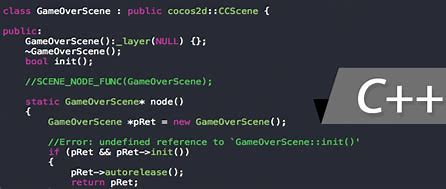 class GameOverScene : public cocos2d::CCScene {
public:
GameOverScene():_layer(NULL) {};
~GameOverScene();
bool init();
//SCENE_NODE_FUNC(GameOverScene);
static GameOverScene* node()
{
GameOverScene *pRet = new GameOverScene();
//Error: undefined reference to `GameOverScene::init()'
if (pRet && pRet->init())
{
pRet->autorelease();
return pRet;
C++